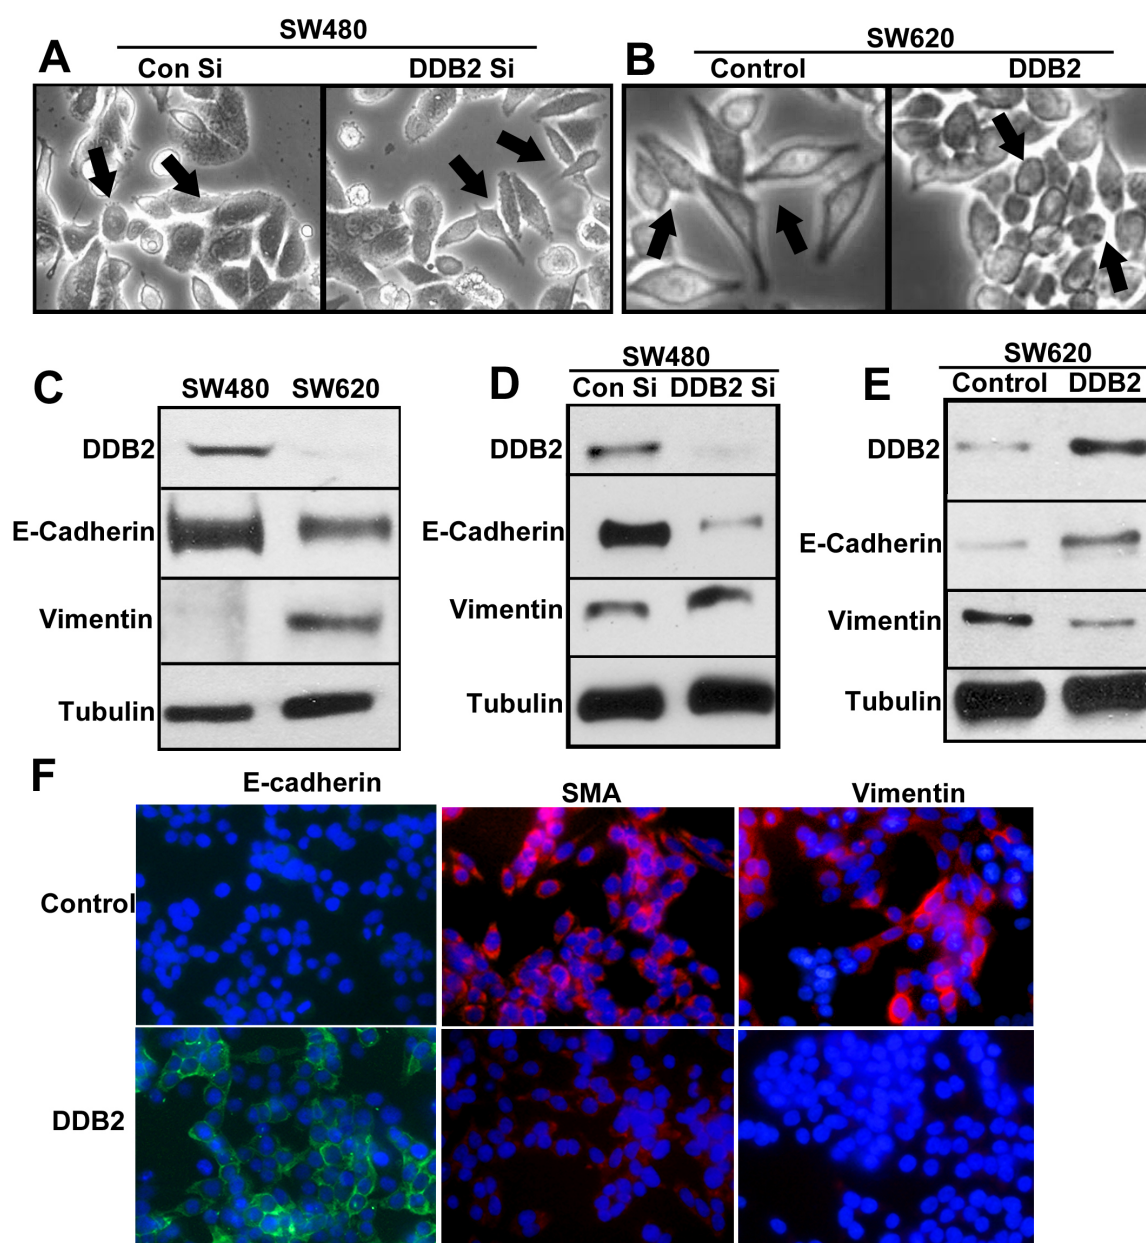 A
SW480
Con Si
DDB2 Si
B
SW620
Control
DDB2
C
SW480
SW620
DDB2
E-Cadherin
Vimentin
Tubulin
D
SW480
Con Si
DDB2 Si
DDB2
E-Cadherin
Vimentin
Tubulin
E
SW620
Control
DDB2
DDB2
E-Cadherin
Vimentin
Tubulin
F
E-cadherin
SMA
Vimentin
Control
DDB2